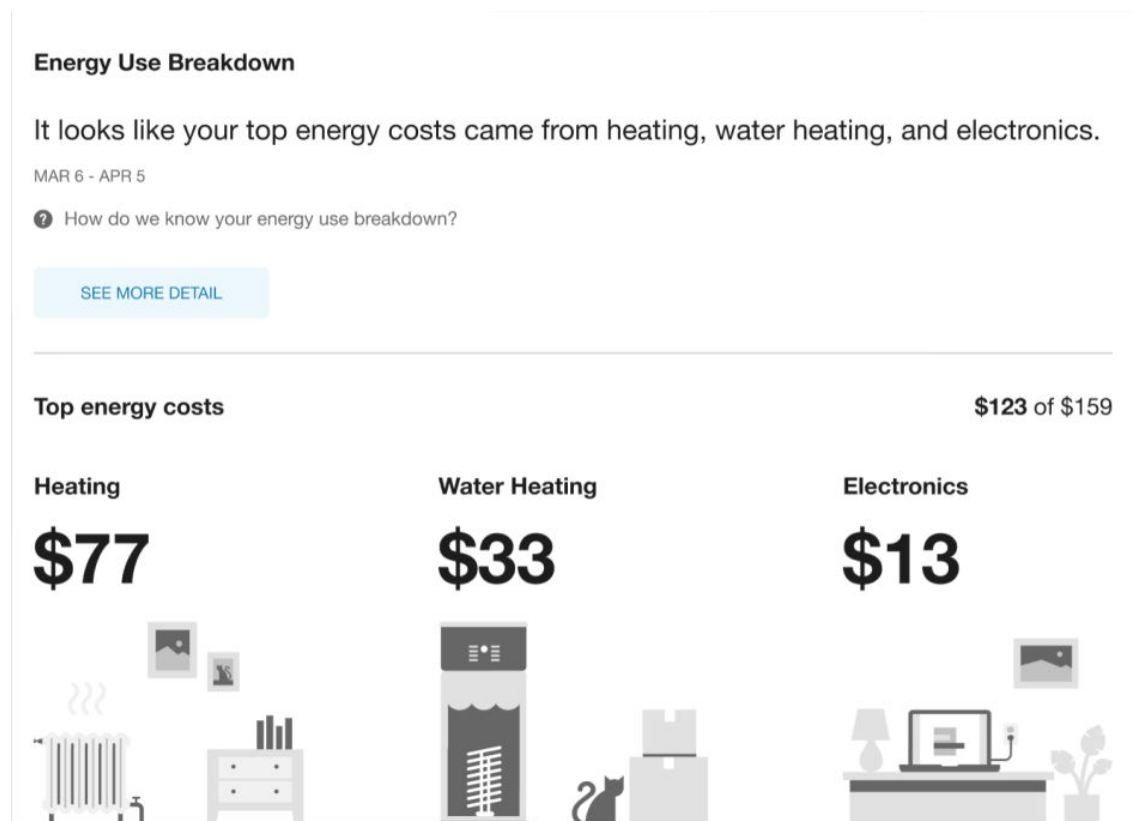 Energy Use Breakdown
It looks like your top energy costs came from heating, water heating, and electronics.
MAR 6 - APR 5
? How do we know your energy use breakdown?
SEE MORE DETAIL
Top energy costs
$123 of $159
Heating
Water Heating
Electronics
$77
$33
$13